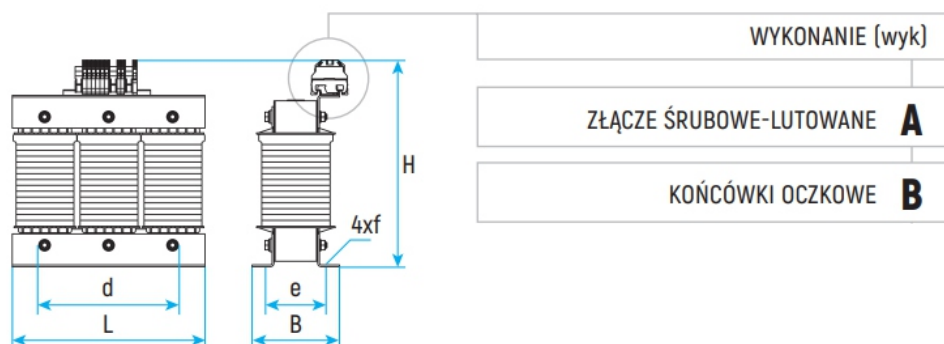 WYKONANIE (wyk)
ZŁĄCZE ŚRUBOWE-LUTOWANE A
KOŃCÓWKI OCZKOWE B
H
4xf
d
e
L
B